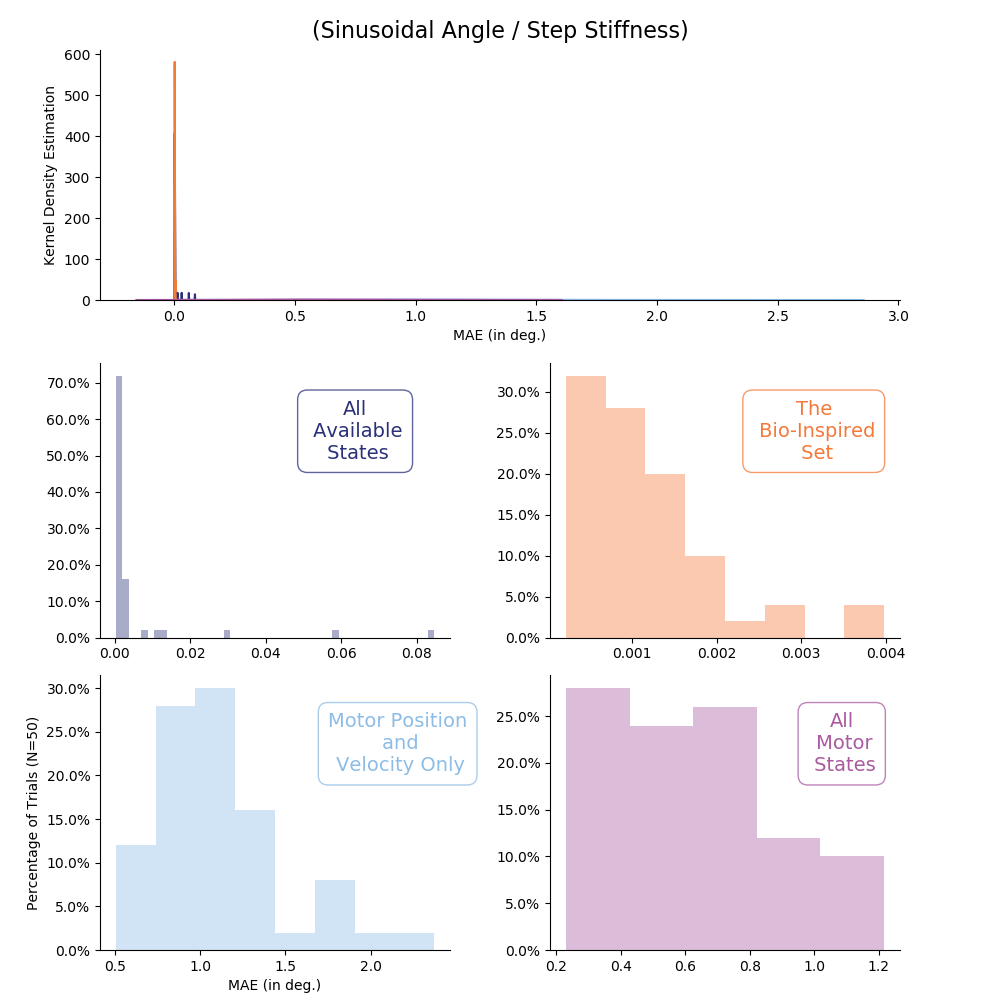 (Sinusoidal Angle / Step Stiffness)
600
500
400
300
200
100
0
Kernel Density Estimation
0.0 0.5 1.0 1.5 2.0 2.5 3.0
MAE (in deg.)
70.0%
60.0%
50.0%
40.0%
30.0%
20.0%
10.0%
0.0%
All
Available
States
0.00 0.02 0.04 0.06 0.08
30.0%
25.0%
20.0%
15.0%
10.0%
5.0%
0.0%
The
Bio-Inspired
Set
0.001 0.002 0.003 0.004
Percentage of Trials (N=50)
30.0%
25.0%
20.0%
15.0%
10.0%
5.0%
0.0%
Motor Position
and
Velocity Only
0.5 1.0 1.5 2.0
MAE (in deg.)
25.0%
20.0%
15.0%
10.0%
5.0%
0.0%
All
Motor
States
0.2 0.4 0.6 0.8 1.0 1.2